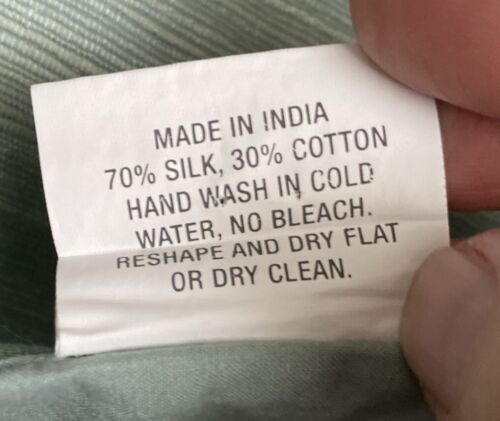 MADE IN INDIA
70% SILK, 30% COTTON
HAND WASH IN COLD
WATER, NO BLEACH.
RESHAPE AND DRY FLAT
OR DRY CLEAN.